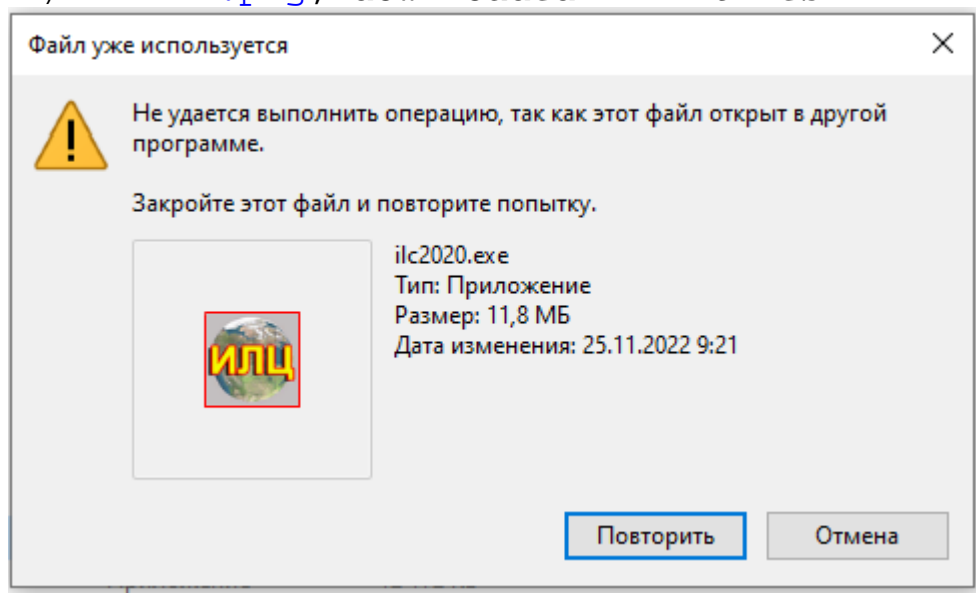 Файл уже используется
Не удается выполнить операцию, так как этот файл открыт в другой
программе.
Закройте этот файл и повторите попытку.
ilc2020.exe
Тип: Приложение
Размер: 11,8 МБ
Дата изменения: 25.11.2022 9:21
ИЛЦ
Повторить
Отмена